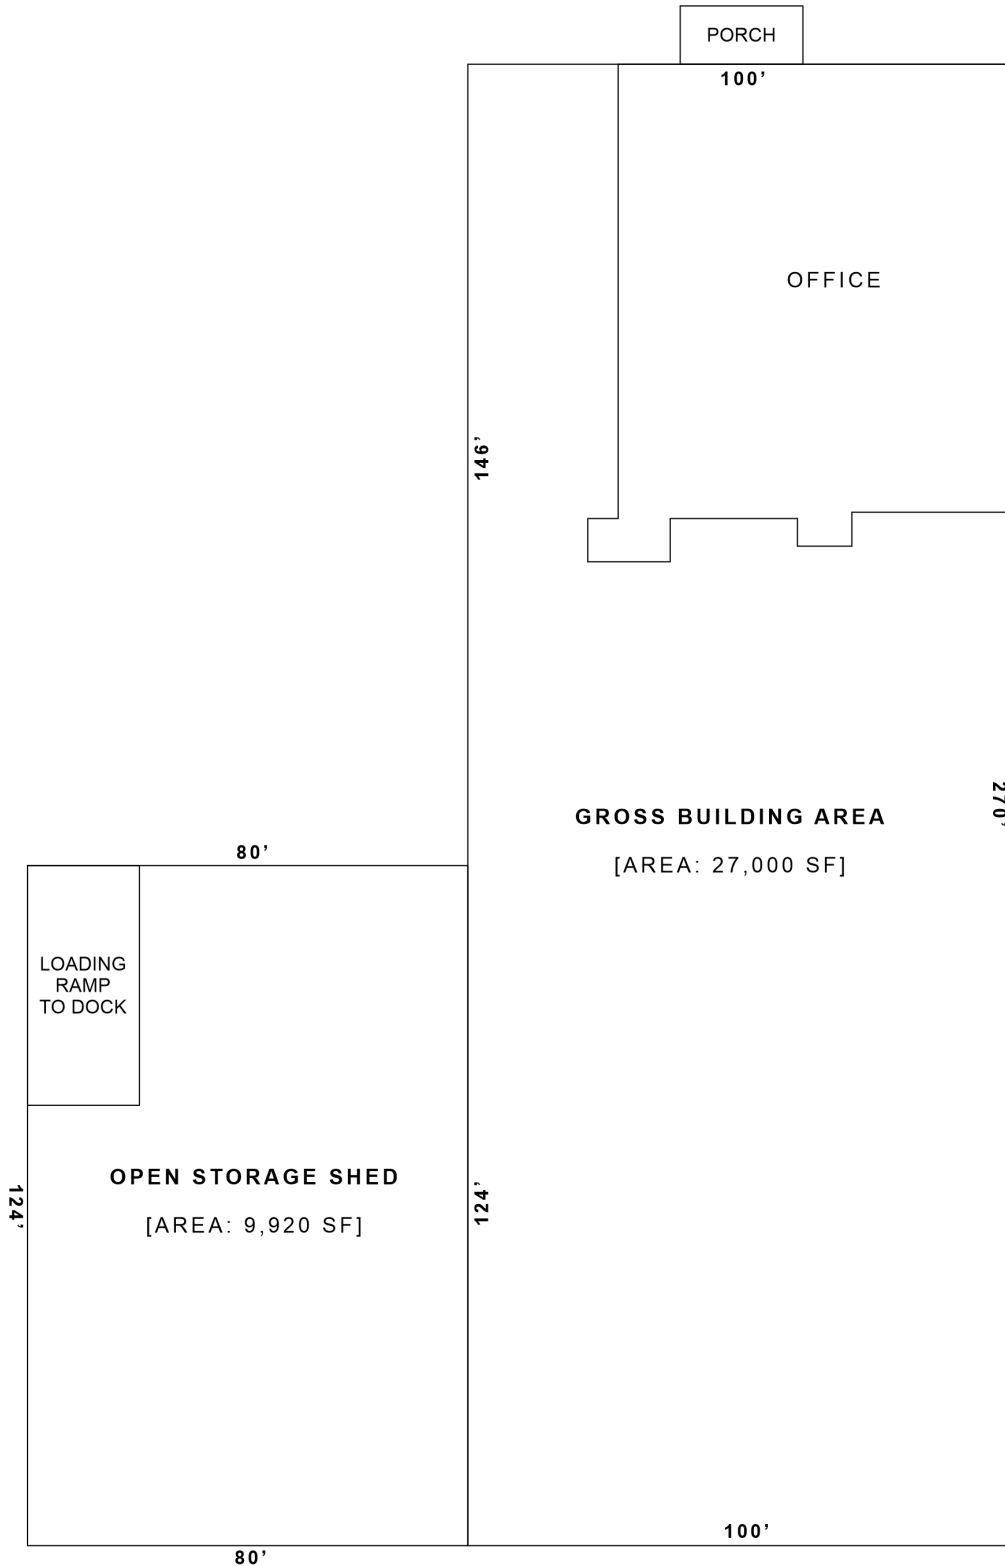 PORCH
100’
OFFICE
146’
270’
GROSS BUILDING AREA
[AREA: 27,000 SF]
80’
LOADING
RAMP
TO DOCK
OPEN STORAGE SHED
[AREA: 9,920 SF]
124’
124’
100’
80’